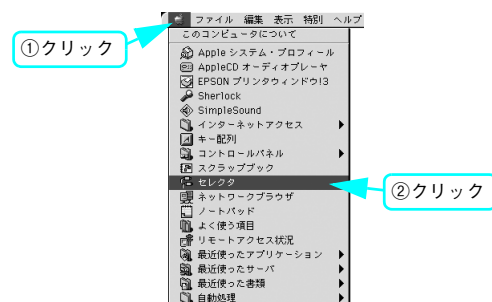 ファイル 編集 表示 特別 ヘルプ
①クリック
このコンピュータについて
Apple システム・プロフィール
AppleCD オーディオプレーヤ
EPSON プリンタウィンドウ!3
Sherlock
SimpleSound
インターネットアクセス
キー配列
コントロールパネル
スクラップブック
セレクタ
②クリック
ネットワークブラウザ
ノートパッド
よく使う項目
リモートアクセス状況
最近使ったアプリケーション
最近使ったサーバ
最近使った書類
自動処理